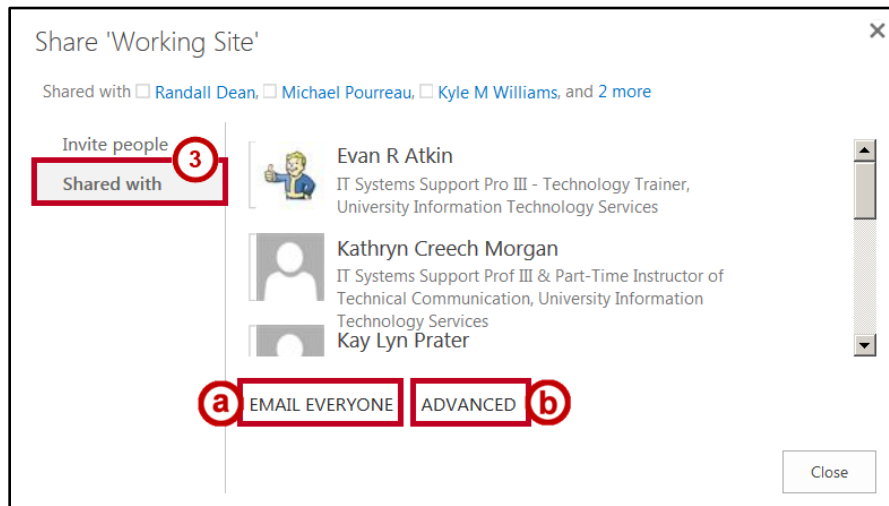 Share 'Working Site'
×
Shared with Randall Dean, Michael Pourreau, Kyle M Williams, and 2 more
Invite people
3
Shared with
Evan R Atkin
IT Systems Support Pro III - Technology Trainer,
University Information Technology Services
Kathryn Creech Morgan
IT Systems Support Prof III & Part-Time Instructor of
Technical Communication, University Information
Technology Services
Kay Lyn Prater
a EMAIL EVERYONE ADVANCED b
Close